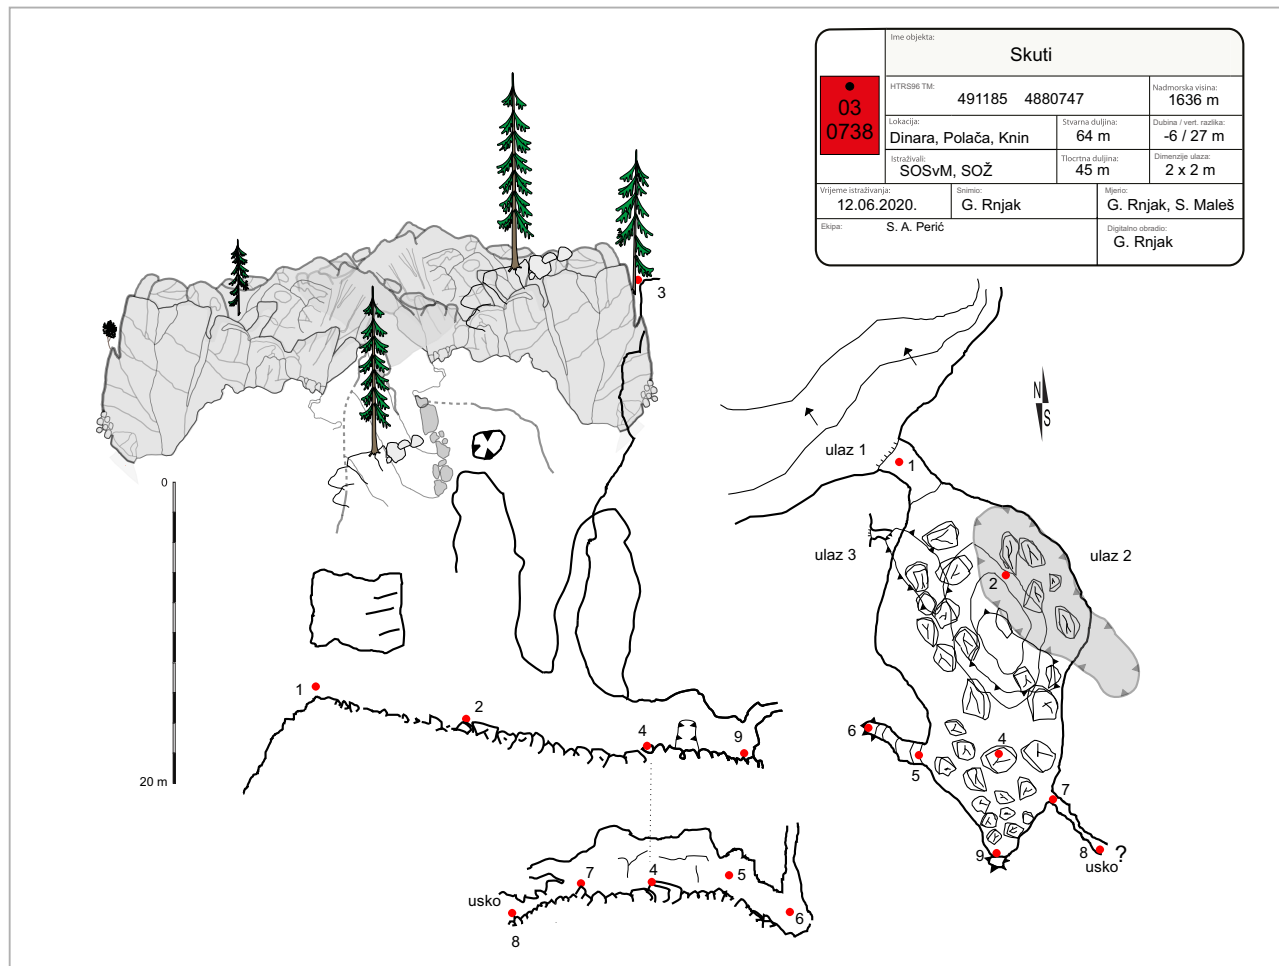 Ime objekta:
Skuti
03
0738
HTRS96 TM:
491185 4880747
Nadmorska visina:
1636 m
Lokacija:
Dinara, Polača, Knin
Stvarna duljina:
64 m
Dubina / vert. razlika:
-6 / 27 m
Istraživali:
SOSvM, SOŽ
Tlocrtna duljina:
45 m
Dimenzije ulaza:
2 x 2 m
Vrijeme istraživanja:
12.06.2020.
Snimio:
G. Rnjak
Mjerio:
G. Rnjak, S. Maleš
Ekipa:
S. A. Perić
Digitalno obradio:
G. Rnjak
3
N
S
ulaz 1
1
ulaz 3
ulaz 2
2
6
5
4
7
9
8
?
usko
0
20 m
1
2
4
9
7
4
5
usko
8
6